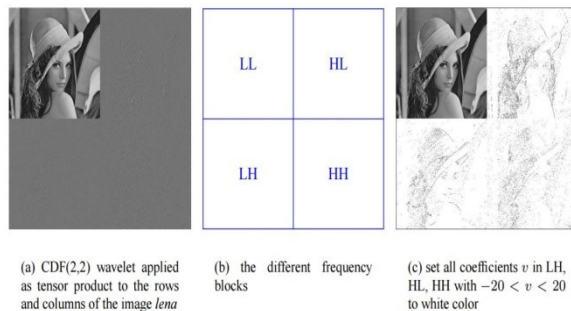 LL
HL
LH
HH
(a) CDF(2,2) wavelet applied
as tensor product to the rows
and columns of the image lena
(b) the different frequency
blocks
(c) set all coefficients v in LH,
HL, HH with −20 < v < 20
to white color